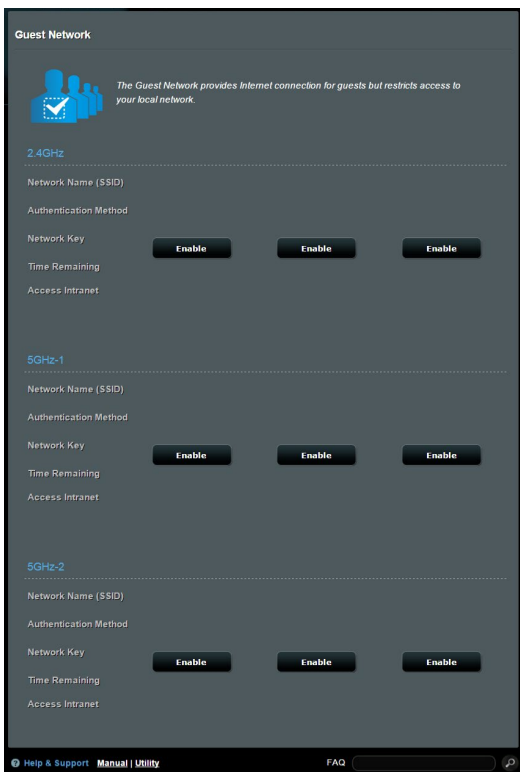 Guest Network
The Guest Network provides Internet connection for guests but restricts access to
your local network.
2.4GHz
Network Name (SSID)
Authentication Method
Network Key
Enable Enable Enable
Time Remaining
Access Intranet
5GHz-1
Network Name (SSID)
Authentication Method
Network Key
Enable Enable Enable
Time Remaining
Access Intranet
5GHz-2
Network Name (SSID)
Authentication Method
Network Key
Enable Enable Enable
Time Remaining
Access Intranet
? Help & Support Manual | Utility FAQ